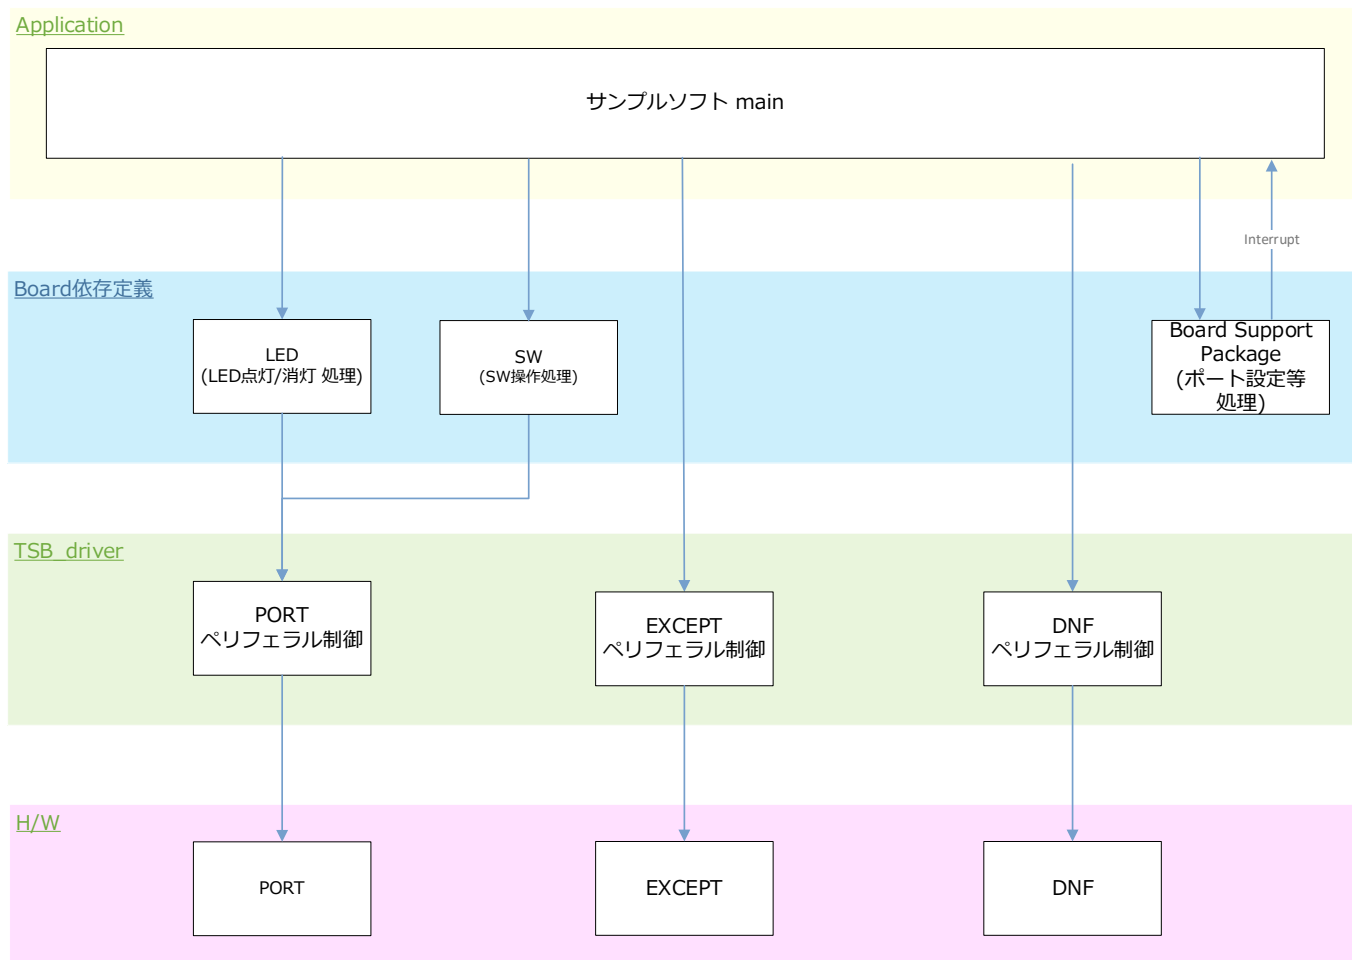 Application
サンプルソフト main
Interrupt
Board依存定義
LED
(LED点灯/消灯 処理)
SW
(SW操作処理)
Board Support
Package
(ポート設定等
処理)
TSB_driver
PORT
ペリフェラル制御
EXCEPT
ペリフェラル制御
DNF
ペリフェラル制御
H/W
PORT
EXCEPT
DNF